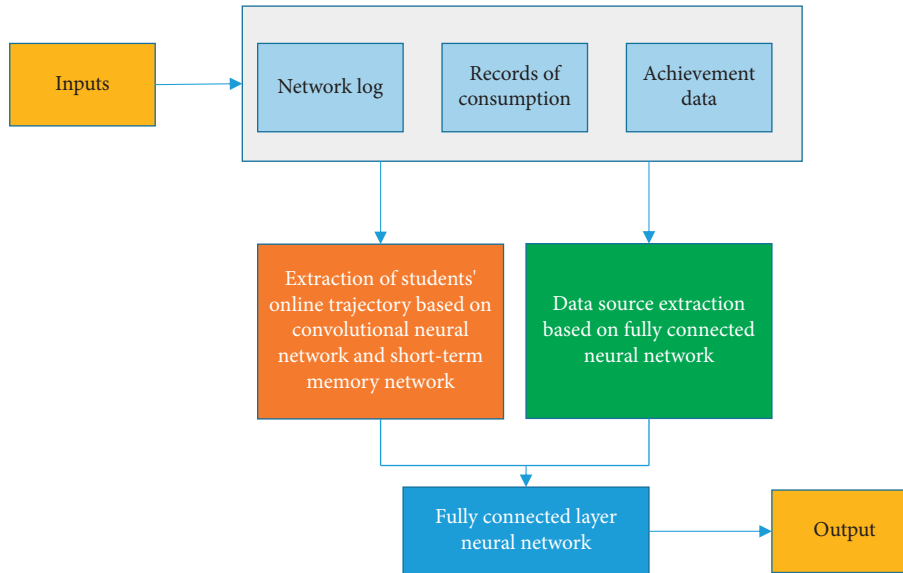 Inputs
Network log
Records of
consumption
Achievement
data
Extraction of students'
online trajectory based on
convolutional neural
network and short-term
memory network
Data source extraction
based on fully connected
neural network
Fully connected layer
neural network
Output